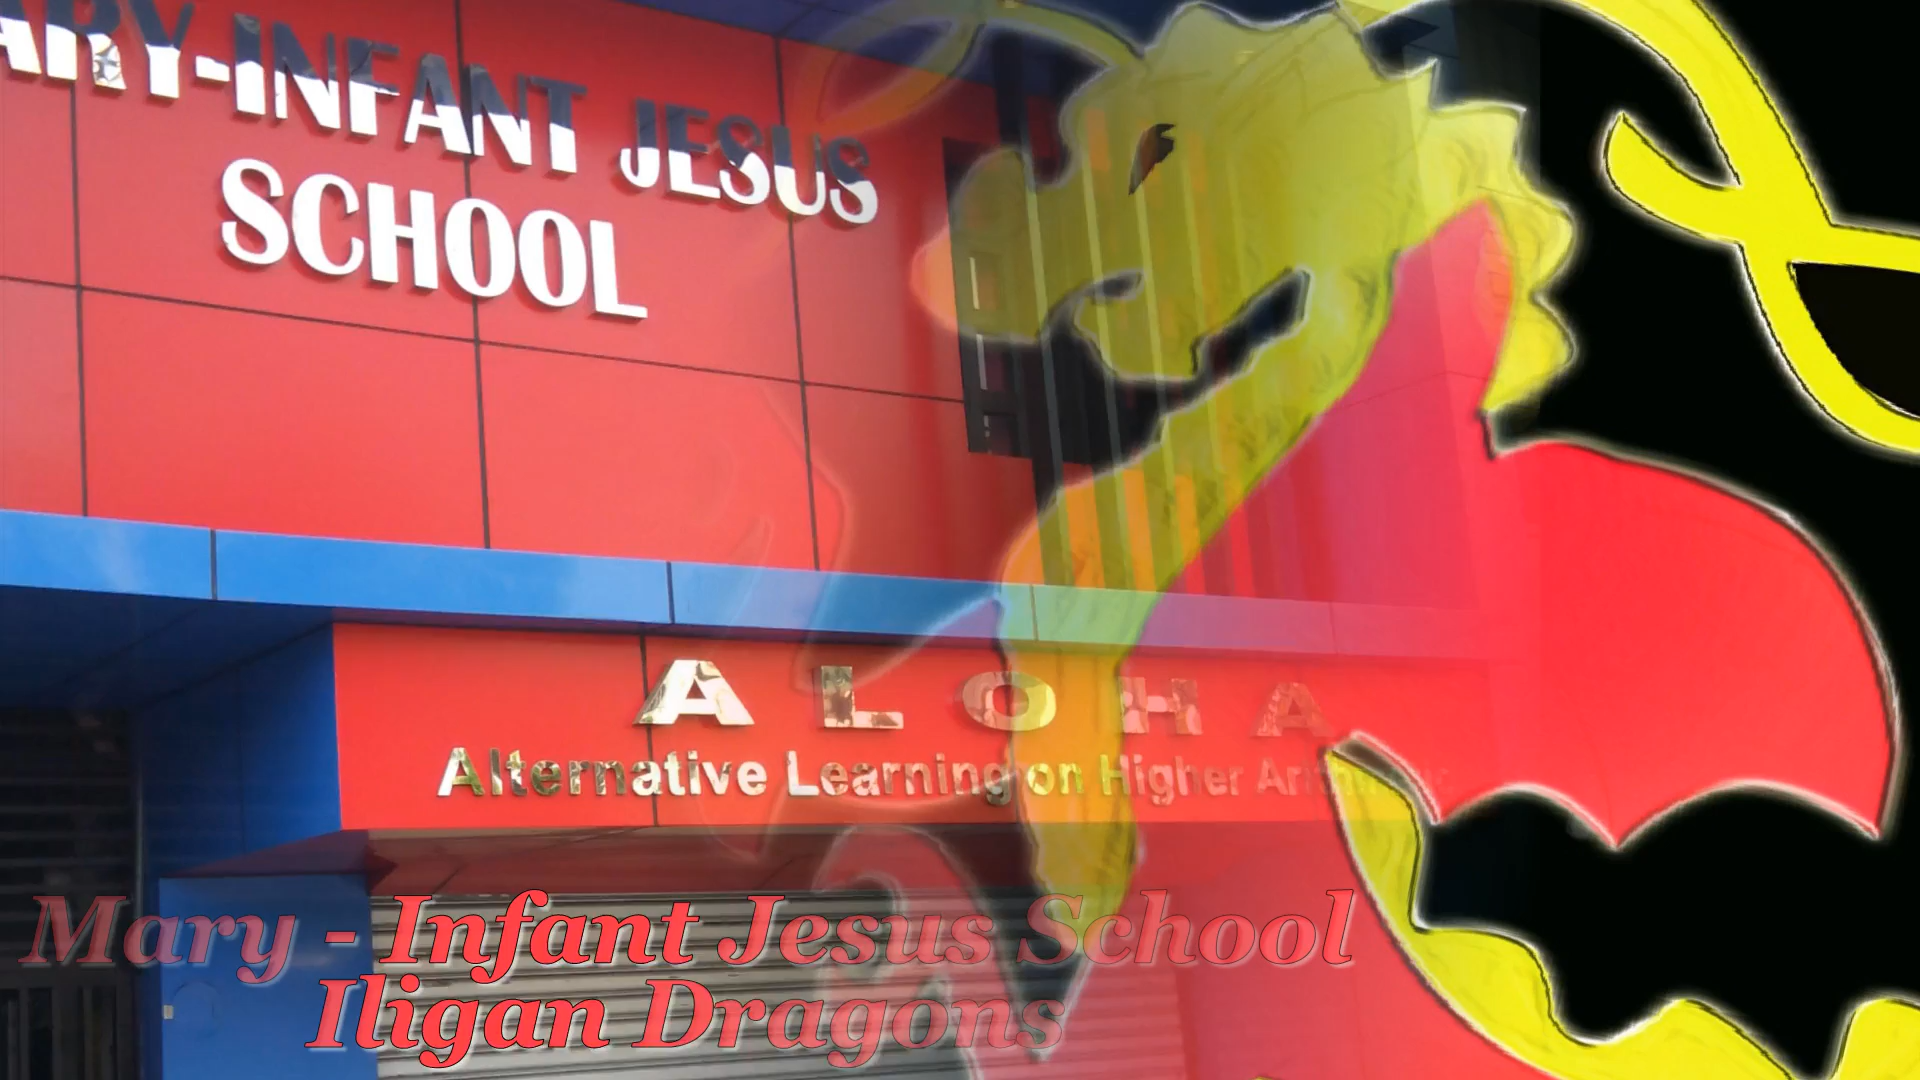 ARY-INFANT JESUS
SCHOOL
ALOHA
Alternative Learning on Higher
Mary - Infant Jesus School
Iligan Dragons